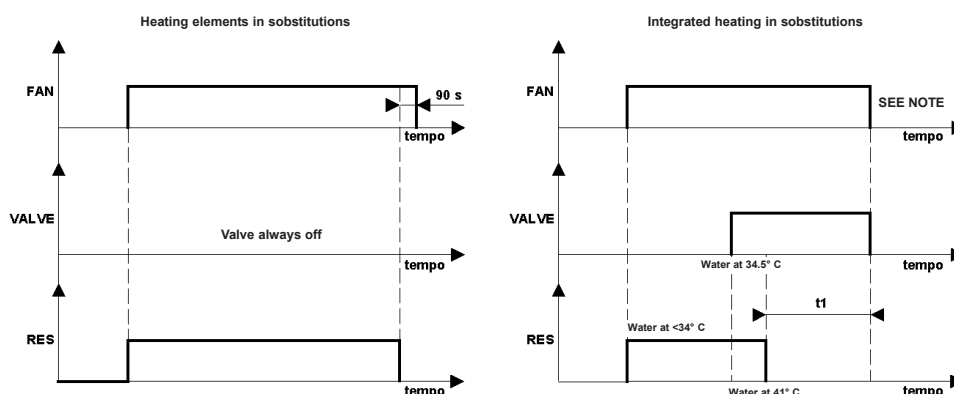 Heating elements in sobstitutions
FAN
90 s
tempo
VALVE
Valve always off
tempo
RES
tempo
Integrated heating in sobstitutions
FAN
SEE NOTE
tempo
VALVE
Water at 34.5° C
tempo
t1
Water at <34° C
RES
Water at 41° C
tempo